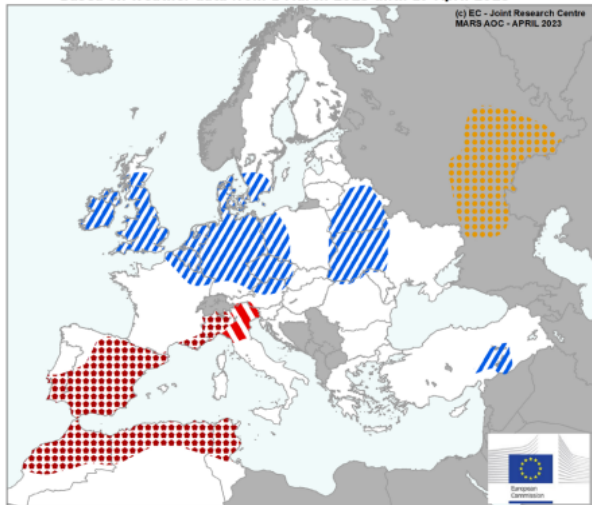 (c) EC - Joint Research Centre
MARS AOC - APRIL 2023
European
Commission